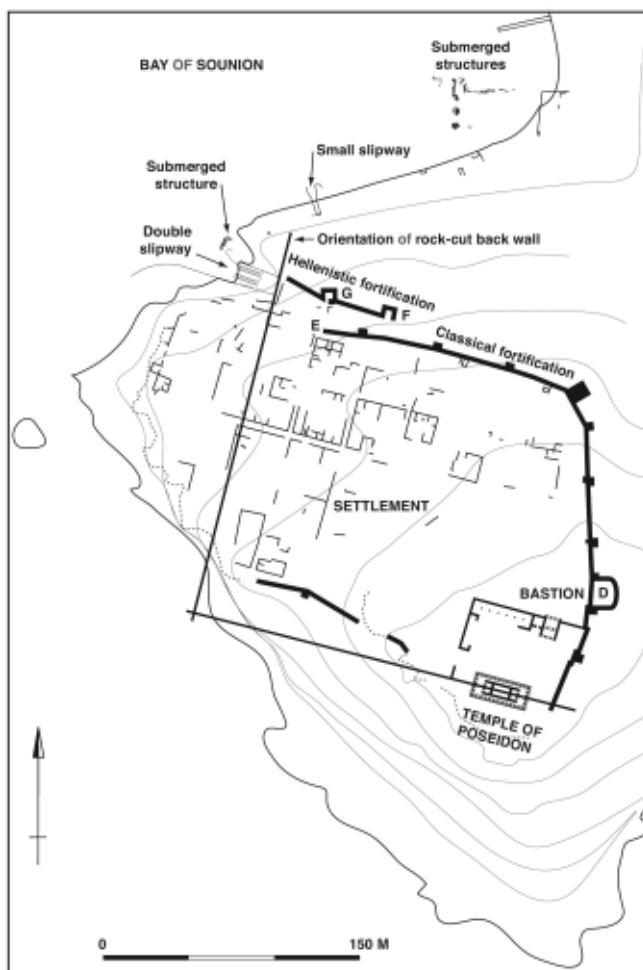 BAY OF SOUNION
Submerged
structures
Small slipway
Submerged
structure
Double
slipway
Orientation of rock-cut back wall
Hellenistic fortification
G
F
E
Classical fortification
SETTLEMENT
BASTION
D
TEMPLE OF
POSEIDON
0
150 M